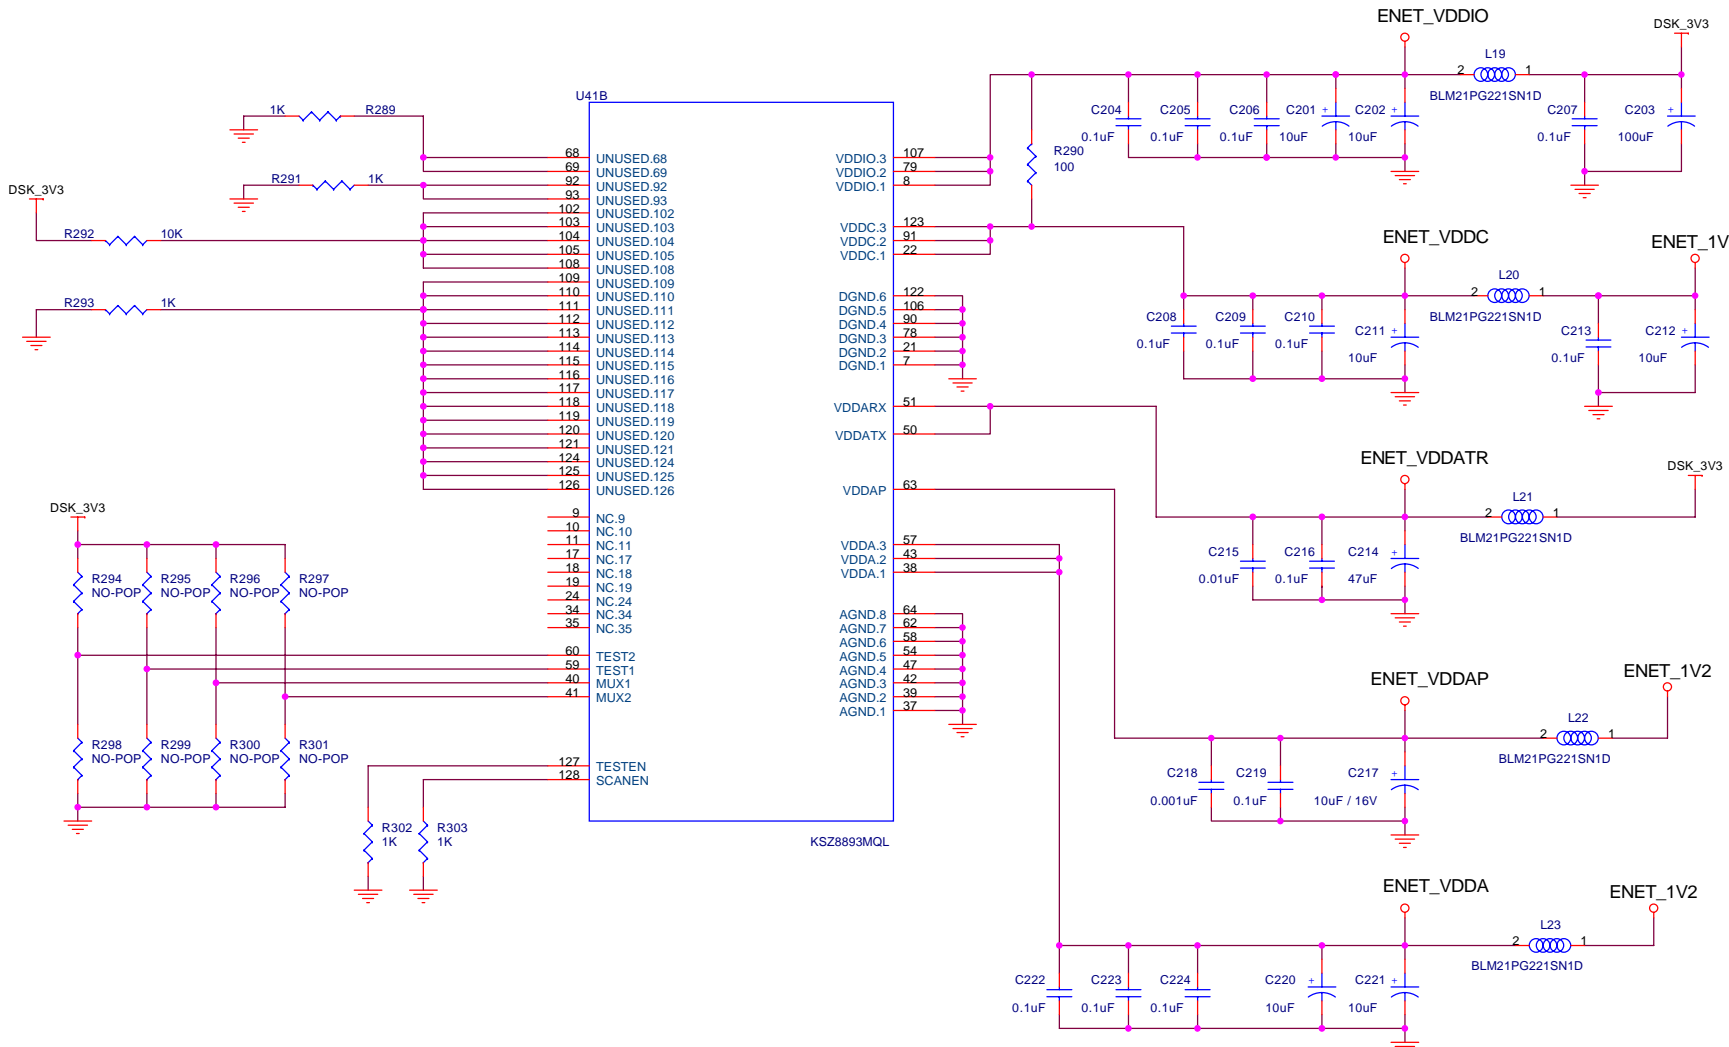 ENET_VDDIO
DSK_3V3
L19
2 1
BLM21PG221SN1D
C204 0.1uF
C205 0.1uF
C206 0.1uF
C201 10uF +
C202 10uF +
C207 0.1uF
C203 100uF +
1K R289
R291 1K
DSK_3V3
R292 10K
R293 1K
U41B
68 UNUSED.68
69 UNUSED.69
92 UNUSED.92
93 UNUSED.93
102 UNUSED.102
103 UNUSED.103
104 UNUSED.104
105 UNUSED.105
108 UNUSED.108
109 UNUSED.109
110 UNUSED.110
111 UNUSED.111
112 UNUSED.112
113 UNUSED.113
114 UNUSED.114
115 UNUSED.115
116 UNUSED.116
117 UNUSED.117
118 UNUSED.118
119 UNUSED.119
120 UNUSED.120
121 UNUSED.121
124 UNUSED.124
125 UNUSED.125
126 UNUSED.126
9 NC.9
10 NC.10
11 NC.11
17 NC.17
18 NC.18
19 NC.19
24 NC.24
34 NC.34
35 NC.35
60 TEST2
59 TEST1
40 MUX1
41 MUX2
127 TESTEN
128 SCANEN
VDDIO.3 107
VDDIO.2 79
VDDIO.1 8
VDDC.3 123
VDDC.2 91
VDDC.1 22
DGND.6 122
DGND.5 106
DGND.4 90
DGND.3 78
DGND.2 21
DGND.1 7
VDDARX 51
VDDATX 50
VDDAP 63
VDDA.3 57
VDDA.2 43
VDDA.1 38
AGND.8 64
AGND.7 62
AGND.6 58
AGND.5 54
AGND.4 47
AGND.3 42
AGND.2 39
AGND.1 37
KSZ8893MQL
R290
100
DSK_3V3
R294 NO-POP
R295 NO-POP
R296 NO-POP
R297 NO-POP
R298 NO-POP
R299 NO-POP
R300 NO-POP
R301 NO-POP
R302 1K
R303 1K
ENET_VDDC
ENET_1V
L20
2 1
BLM21PG221SN1D
C208 0.1uF
C209 0.1uF
C210 0.1uF
C211 10uF +
C213 0.1uF
C212 10uF +
ENET_VDDATR
DSK_3V3
L21
2 1
BLM21PG221SN1D
C215 0.01uF
C216 0.1uF
C214 47uF +
ENET_VDDAP
ENET_1V2
L22
2 1
BLM21PG221SN1D
C218 0.001uF
C219 0.1uF
C217 10uF / 16V +
ENET_VDDA
ENET_1V2
L23
2 1
BLM21PG221SN1D
C222 0.1uF
C223 0.1uF
C224 0.1uF
C220 10uF +
C221 10uF +